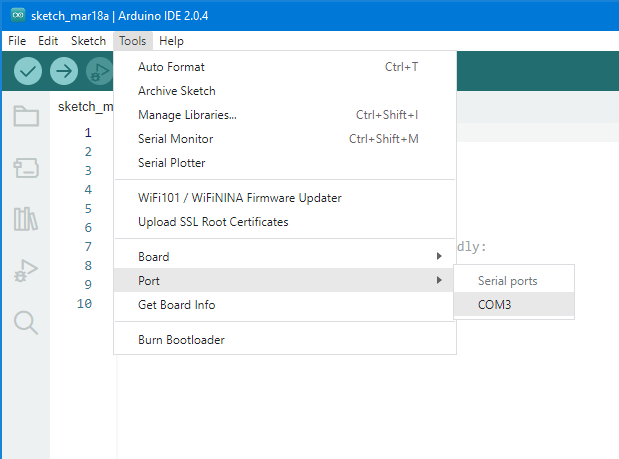 sketch_mar18a | Arduino IDE 2.0.4
File Edit Sketch Tools Help
Auto Format Ctrl+T
Archive Sketch
Manage Libraries... Ctrl+Shift+I
Serial Monitor Ctrl+Shift+M
Serial Plotter
WiFi101 / WiFiNINA Firmware Updater
Upload SSL Root Certificates
Board
Port
Get Board Info
Burn Bootloader
Serial ports
COM3
sketch_m
1
2
3
4
5
6
7
dly:
8
9
10